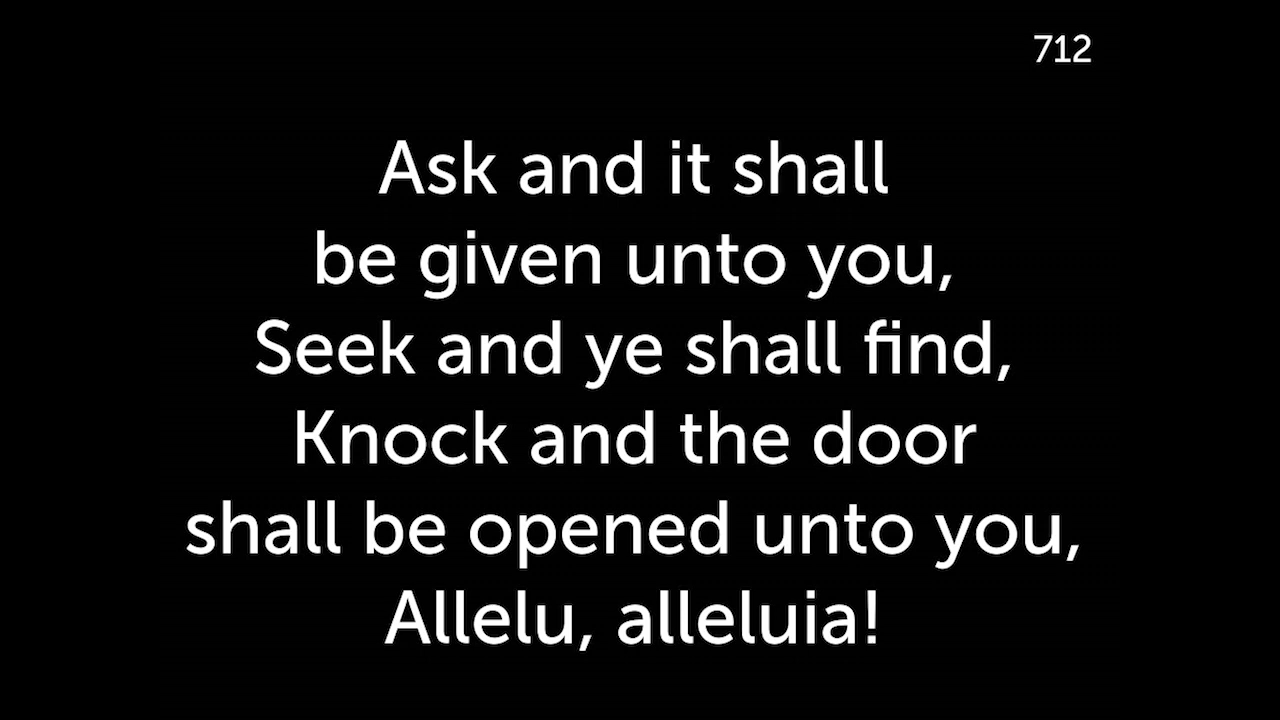 712
Ask and it shall
be given unto you,
Seek and ye shall find,
Knock and the door
shall be opened unto you,
Allelu, alleluia!